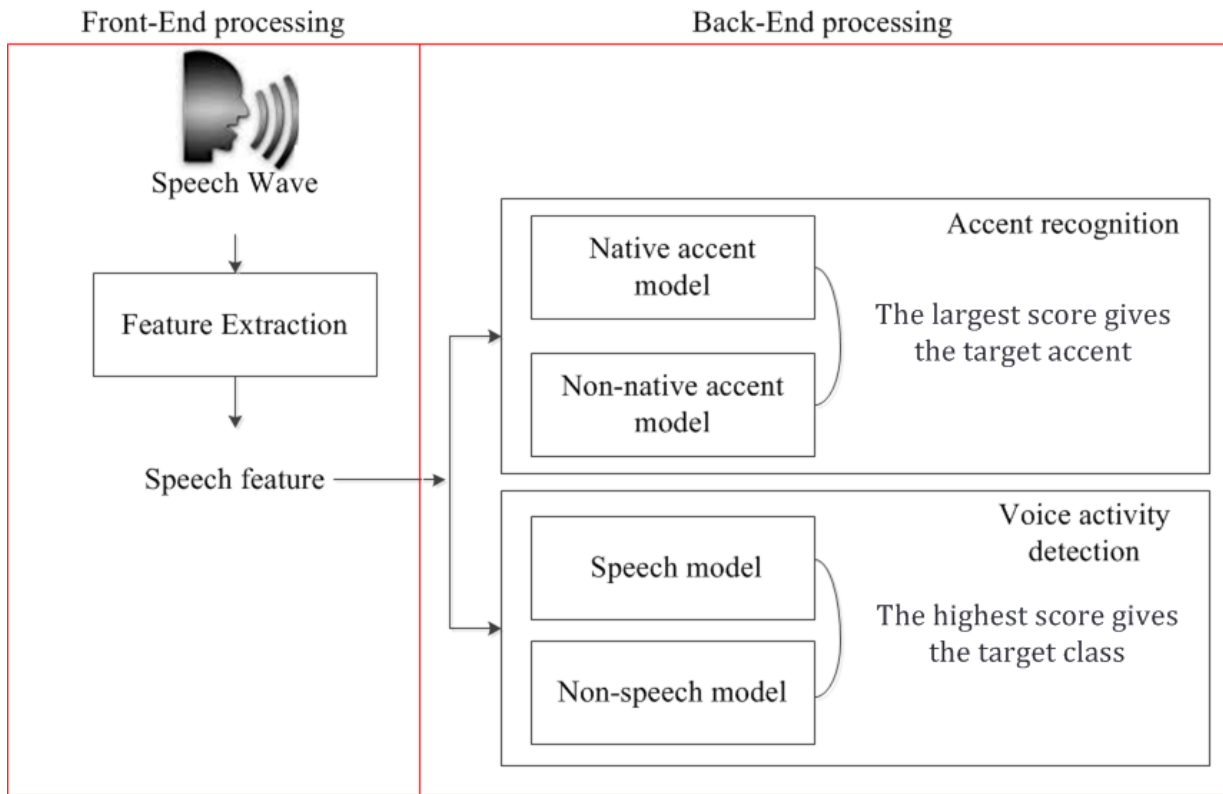 Front-End processing
Back-End processing
Speech Wave
Feature Extraction
Speech feature
Accent recognition
Native accent
model
The largest score gives
the target accent
Non-native accent
model
Voice activity
detection
Speech model
The highest score gives
the target class
Non-speech model